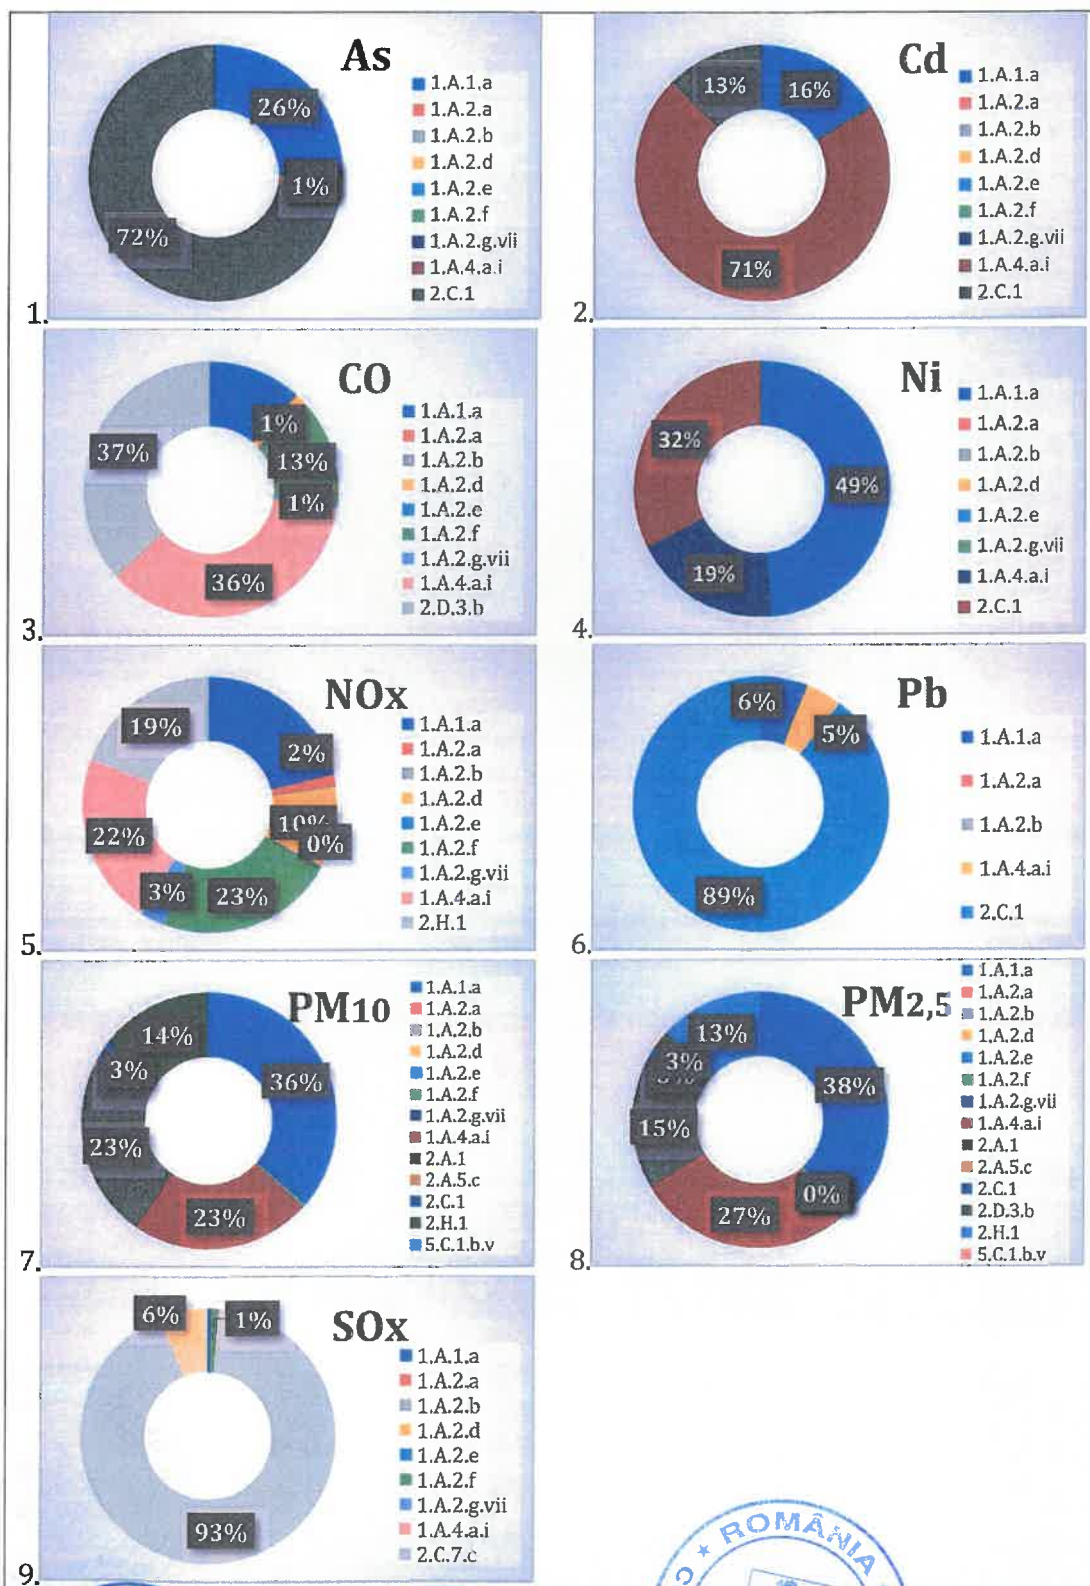 As
26%
1%
72%
1.A.1.a
1.A.2.a
1.A.2.b
1.A.2.d
1.A.2.e
1.A.2.f
1.A.2.g.vii
1.A.4.a.i
2.C.1
1.
Cd
13%
16%
71%
1.A.1.a
1.A.2.a
1.A.2.b
1.A.2.d
1.A.2.e
1.A.2.f
1.A.2.g.vii
1.A.4.a.i
2.C.1
2.
CO
1%
13%
1%
37%
36%
1.A.1.a
1.A.2.a
1.A.2.b
1.A.2.d
1.A.2.e
1.A.2.f
1.A.2.g.vii
1.A.4.a.i
2.D.3.b
3.
Ni
32%
49%
19%
1.A.1.a
1.A.2.a
1.A.2.b
1.A.2.d
1.A.2.e
1.A.2.g.vii
1.A.4.a.i
2.C.1
4.
NOx
19%
2%
10%
0%
22%
3%
23%
1.A.1.a
1.A.2.a
1.A.2.b
1.A.2.d
1.A.2.e
1.A.2.f
1.A.2.g.vii
1.A.4.a.i
2.H.1
5.
Pb
6%
5%
89%
1.A.1.a
1.A.2.a
1.A.2.b
1.A.4.a.i
2.C.1
6.
PM10
14%
3%
36%
23%
23%
1.A.1.a
1.A.2.a
1.A.2.b
1.A.2.d
1.A.2.e
1.A.2.f
1.A.2.g.vii
1.A.4.a.i
2.A.1
2.A.5.c
2.C.1
2.H.1
5.C.1.b.v
7.
PM2,5
13%
3%
38%
15%
0%
27%
1.A.1.a
1.A.2.a
1.A.2.b
1.A.2.d
1.A.2.e
1.A.2.f
1.A.2.g.vii
1.A.4.a.i
2.A.1
2.A.5.c
2.C.1
2.D.3.b
2.H.1
5.C.1.b.v
8.
SOx
6%
1%
93%
1.A.1.a
1.A.2.a
1.A.2.b
1.A.2.d
1.A.2.e
1.A.2.f
1.A.2.g.vii
1.A.4.a.i
2.C.7.c
9.
ROMÂNIA